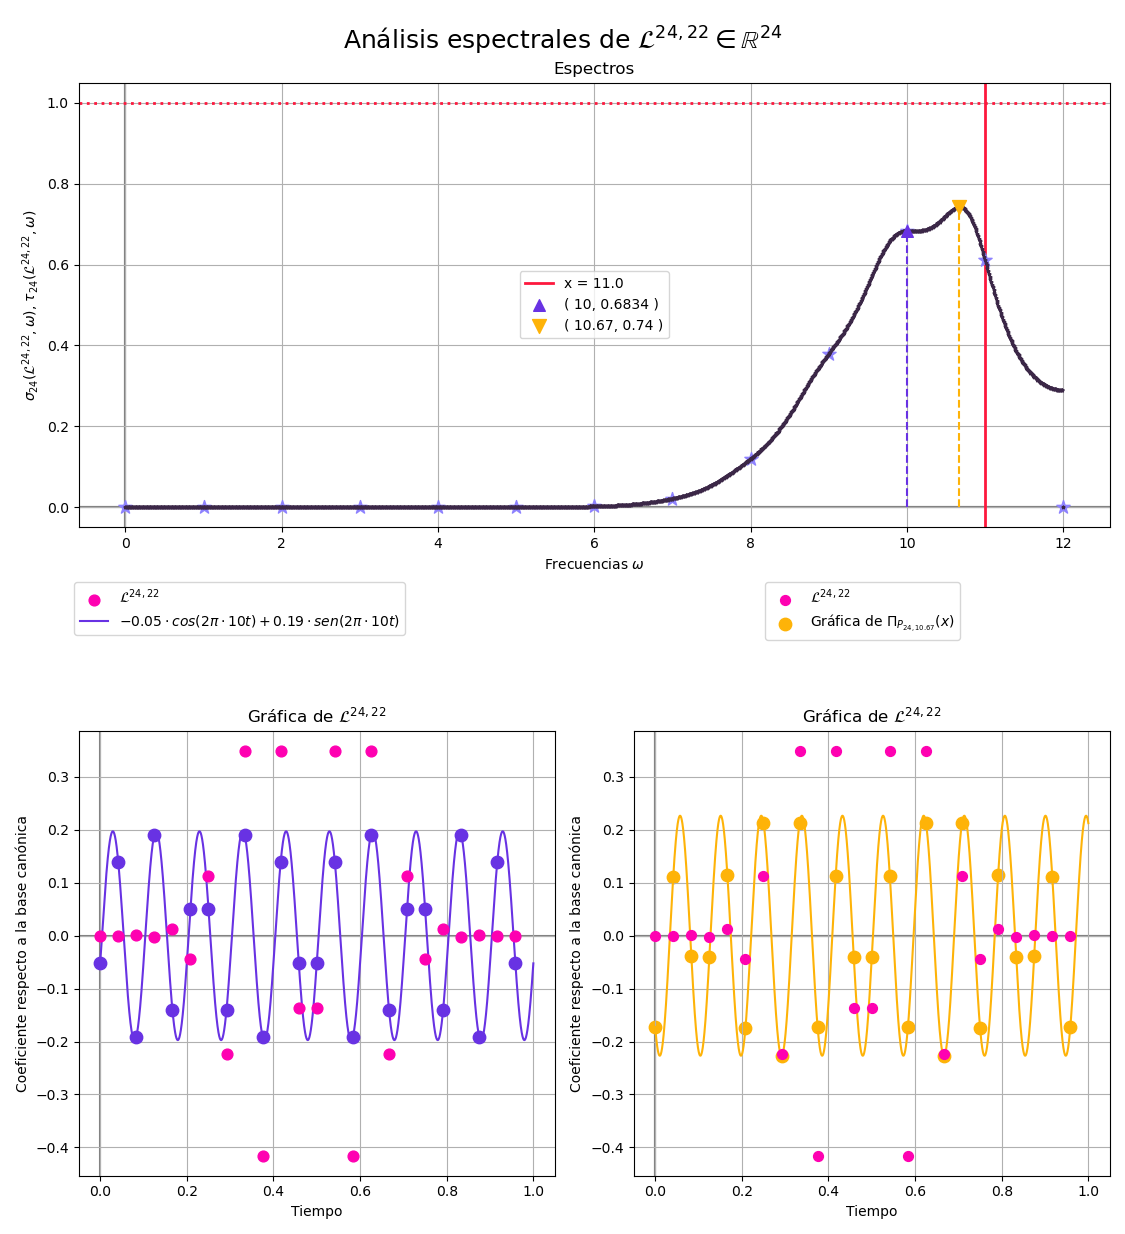 Análisis espectrales de 𝓛^{24,22} ∈ ℝ^{24}
Espectros
1.0
0.8
0.6
0.4
0.2
0.0
σ_{24}(𝓛^{24,22}, ω), τ_{24}(𝓛^{24,22}, ω)
x = 11.0
( 10, 0.6834 )
( 10.67, 0.74 )
0 2 4 6 8 10 12
Frecuencias ω
𝓛^{24,22}
−0.05 · cos(2π · 10t) + 0.19 · sen(2π · 10t)
𝓛^{24,22}
Gráfica de Π_{P_{24,10.67}}(x)
Gráfica de 𝓛^{24,22}
0.3
0.2
0.1
0.0
−0.1
−0.2
−0.3
−0.4
Coeficiente respecto a la base canónica
0.0 0.2 0.4 0.6 0.8 1.0
Tiempo
Gráfica de 𝓛^{24,22}
0.3
0.2
0.1
0.0
−0.1
−0.2
−0.3
−0.4
Coeficiente respecto a la base canónica
0.0 0.2 0.4 0.6 0.8 1.0
Tiempo